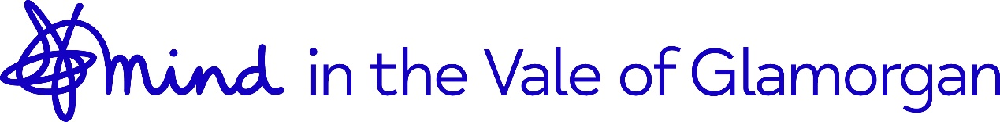 mind in the Vale of Glamorgan